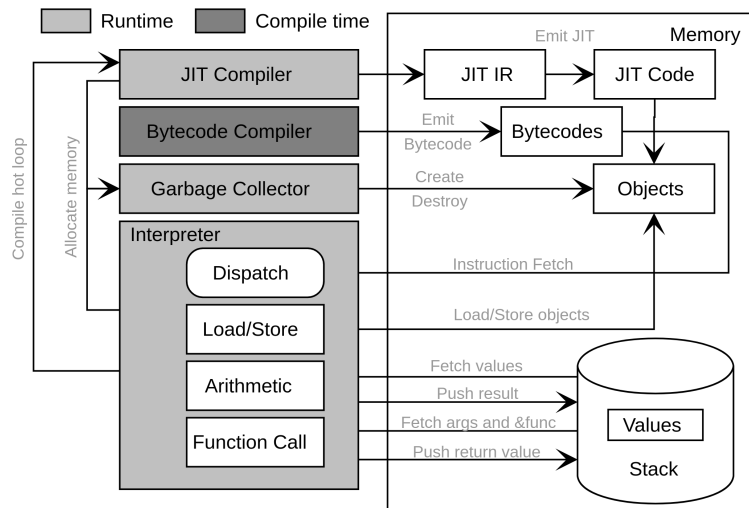 Runtime
Compile time
Emit JIT
Memory
JIT Compiler
JIT IR
JIT Code
Bytecode Compiler
Emit
Bytecode
Bytecodes
Compile hot loop
Allocate memory
Garbage Collector
Create
Destroy
Objects
Interpreter
Dispatch
Instruction Fetch
Load/Store
Load/Store objects
Arithmetic
Fetch values
Push result
Function Call
Fetch args and &func
Push return value
Values
Stack